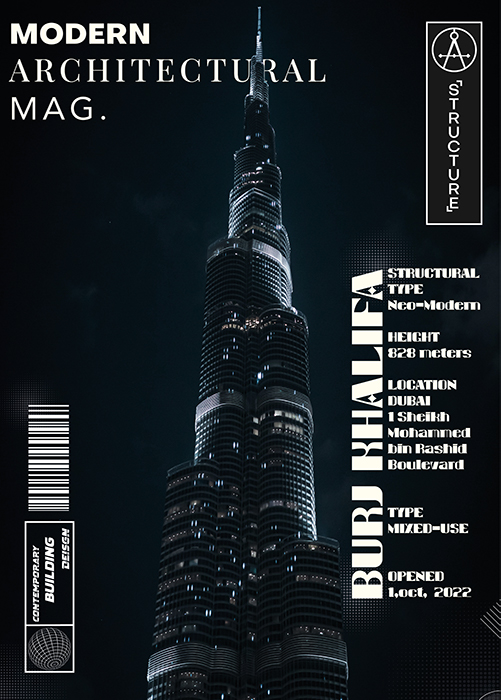 MODERN
ARCHITECTURAL
MAG.
「STRUCTURE」
BURJ KHALIFA
STRUCTURAL
TYPE
Neo-Modern
HEIGHT
828 meters
LOCATION
DUBAI
1 Sheikh
Mohammed
bin Rashid
Boulevard
TYPE
MIXED-USE
OPENED
1,oct, 2022
CONTEMPORARY
BUILDING
DEISGN